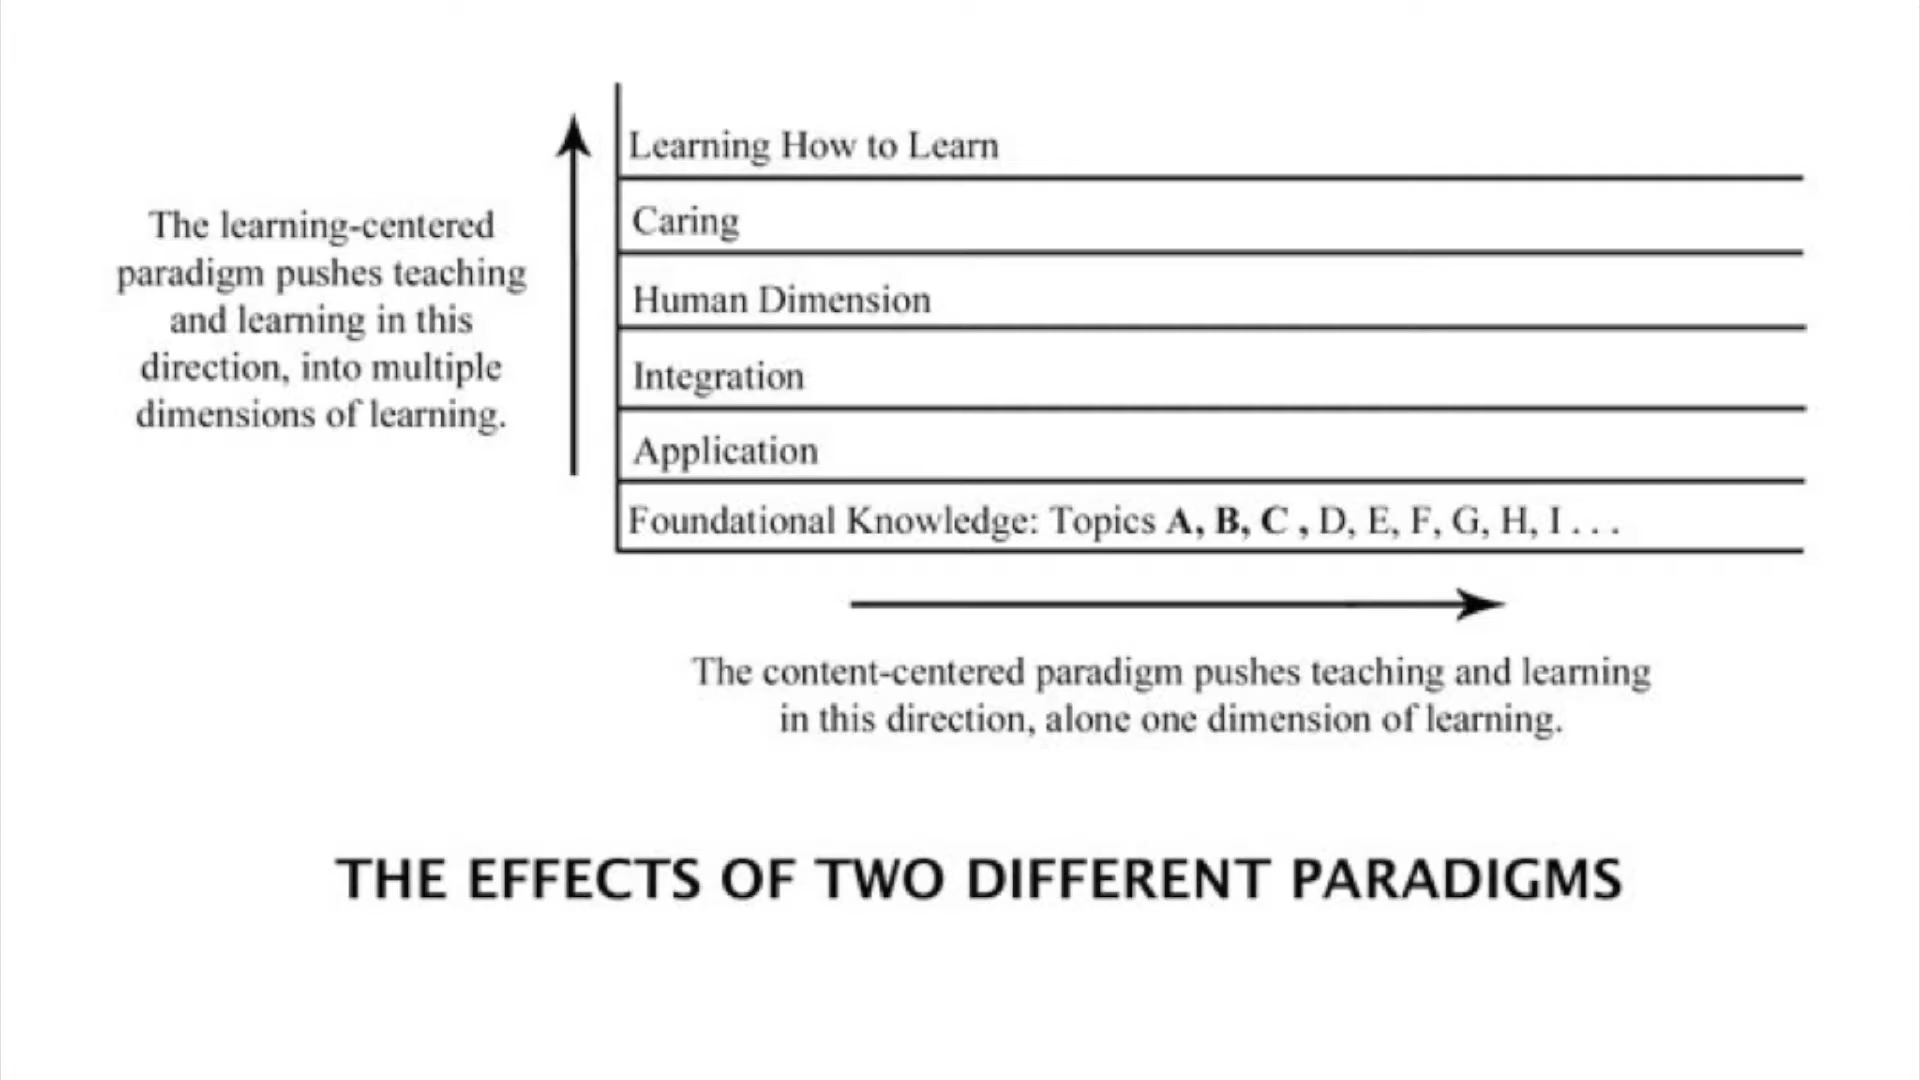 Learning How to Learn
Caring
Human Dimension
Integration
Application
Foundational Knowledge: Topics A, B, C , D, E, F, G, H, I . . .
The learning-centered
paradigm pushes teaching
and learning in this
direction, into multiple
dimensions of learning.
The content-centered paradigm pushes teaching and learning
in this direction, alone one dimension of learning.
THE EFFECTS OF TWO DIFFERENT PARADIGMS